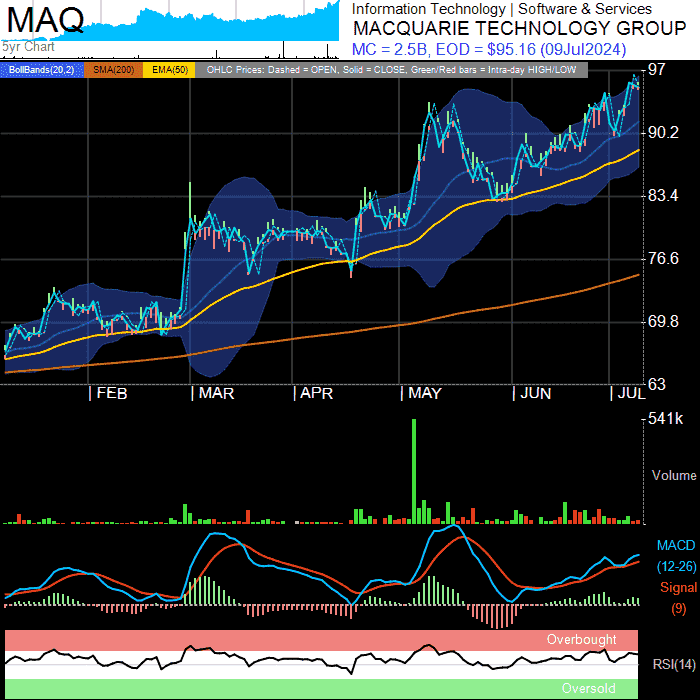 MAQ
5yr Chart
Information Technology | Software & Services
MACQUARIE TECHNOLOGY GROUP
MC = 2.5B, EOD = $95.16 (09Jul2024)
BollBands(20,2) SMA(200) EMA(50) OHLC Prices: Dashed = OPEN, Solid = CLOSE, Green/Red bars = Intra-day HIGH/LOW
97
90.2
83.4
76.6
69.8
63
FEB MAR APR MAY JUN JUL
541k
Volume
MACD
(12-26)
Signal
(9)
Overbought
RSI(14)
Oversold